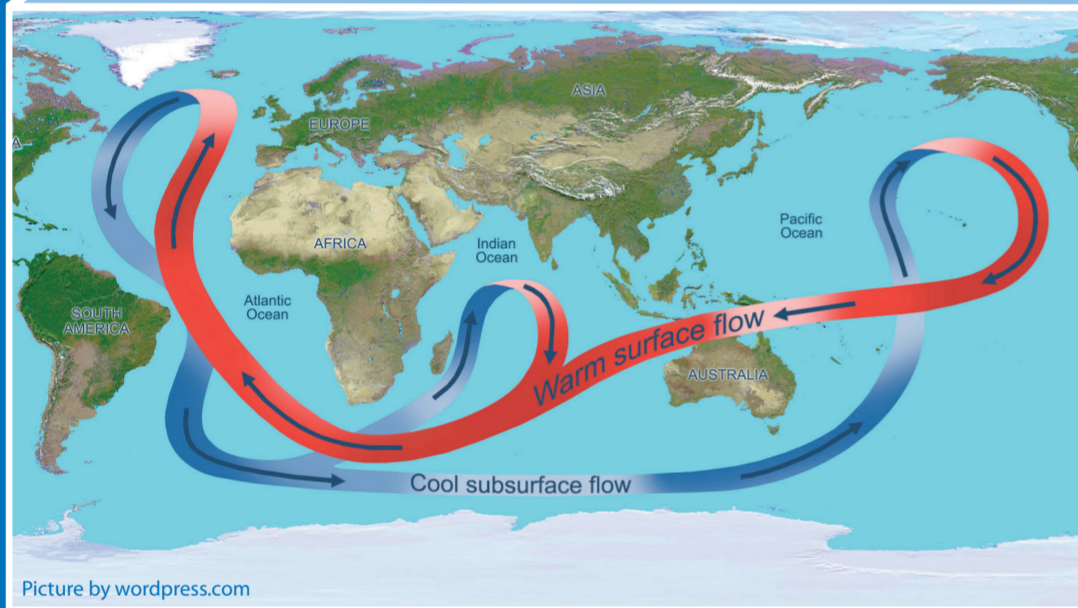 ASIA
EUROPE
A
Pacific
Ocean
AFRICA
Indian
Ocean
Atlantic
Ocean
SOUTH
AMERICA
Warm surface flow
AUSTRALIA
Cool subsurface flow
Picture by wordpress.com